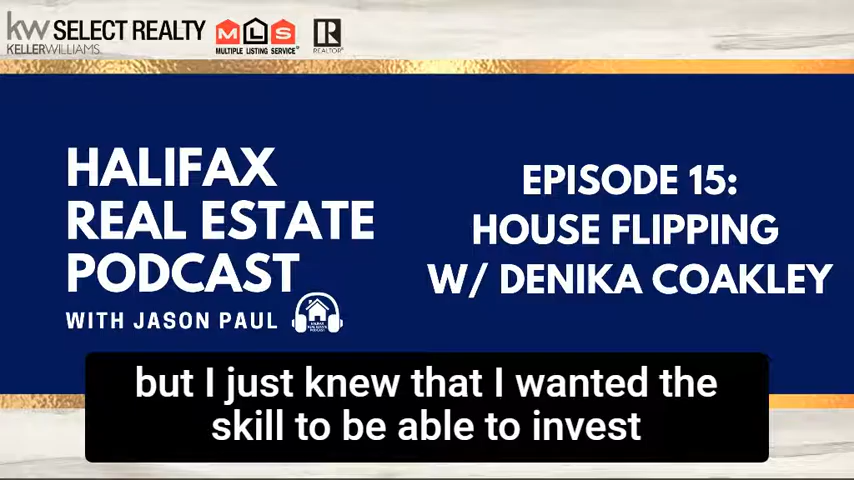 kw SELECT REALTY
KELLERWILLIAMS.
MLS
MULTIPLE LISTING SERVICE®
R
REALTOR®
HALIFAX
REAL ESTATE
PODCAST
WITH JASON PAUL
EPISODE 15:
HOUSE FLIPPING
W/ DENIKA COAKLEY
but I just knew that I wanted the
skill to be able to invest